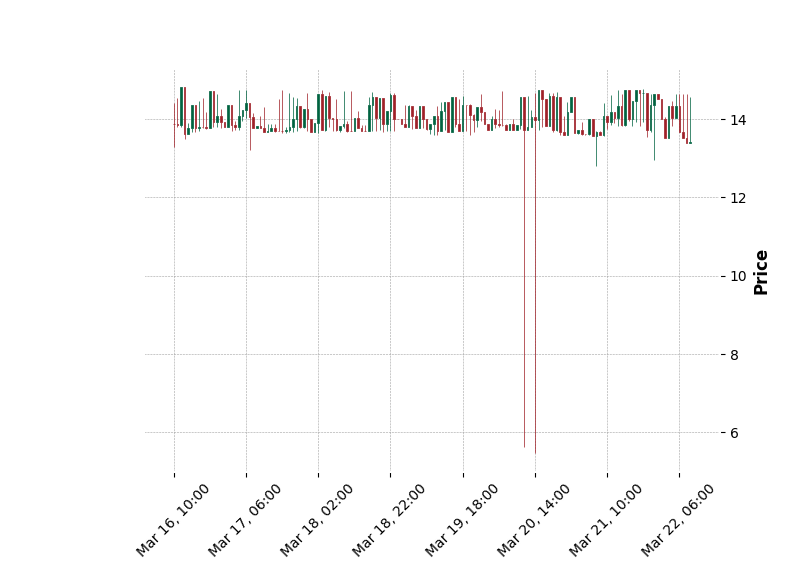 14
12
10
8
6
Price
Mar 16, 10:00
Mar 17, 06:00
Mar 18, 02:00
Mar 18, 22:00
Mar 19, 18:00
Mar 20, 14:00
Mar 21, 10:00
Mar 22, 06:00